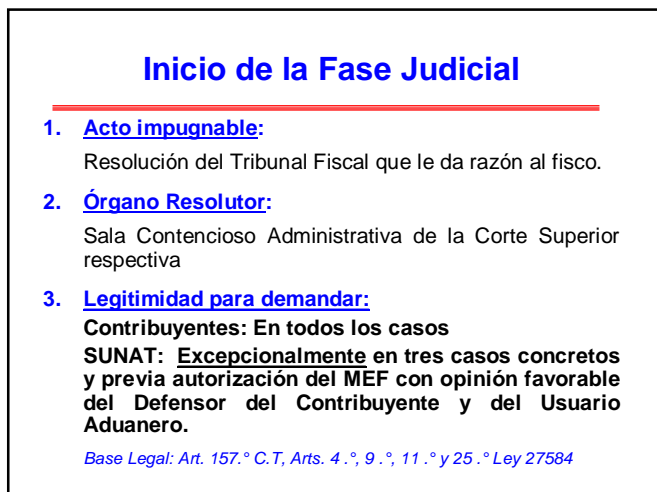 Inicio de la Fase Judicial
1. Acto impugnable:
Resolución del Tribunal Fiscal que le da razón al fisco.
2. Órgano Resolutor:
Sala Contencioso Administrativa de la Corte Superior
respectiva
3. Legitimidad para demandar:
Contribuyentes: En todos los casos
SUNAT: Excepcionalmente en tres casos concretos
y previa autorización del MEF con opinión favorable
del Defensor del Contribuyente y del Usuario
Aduanero.
Base Legal: Art. 157.° C.T, Arts. 4 .°, 9 .°, 11 .° y 25 .° Ley 27584